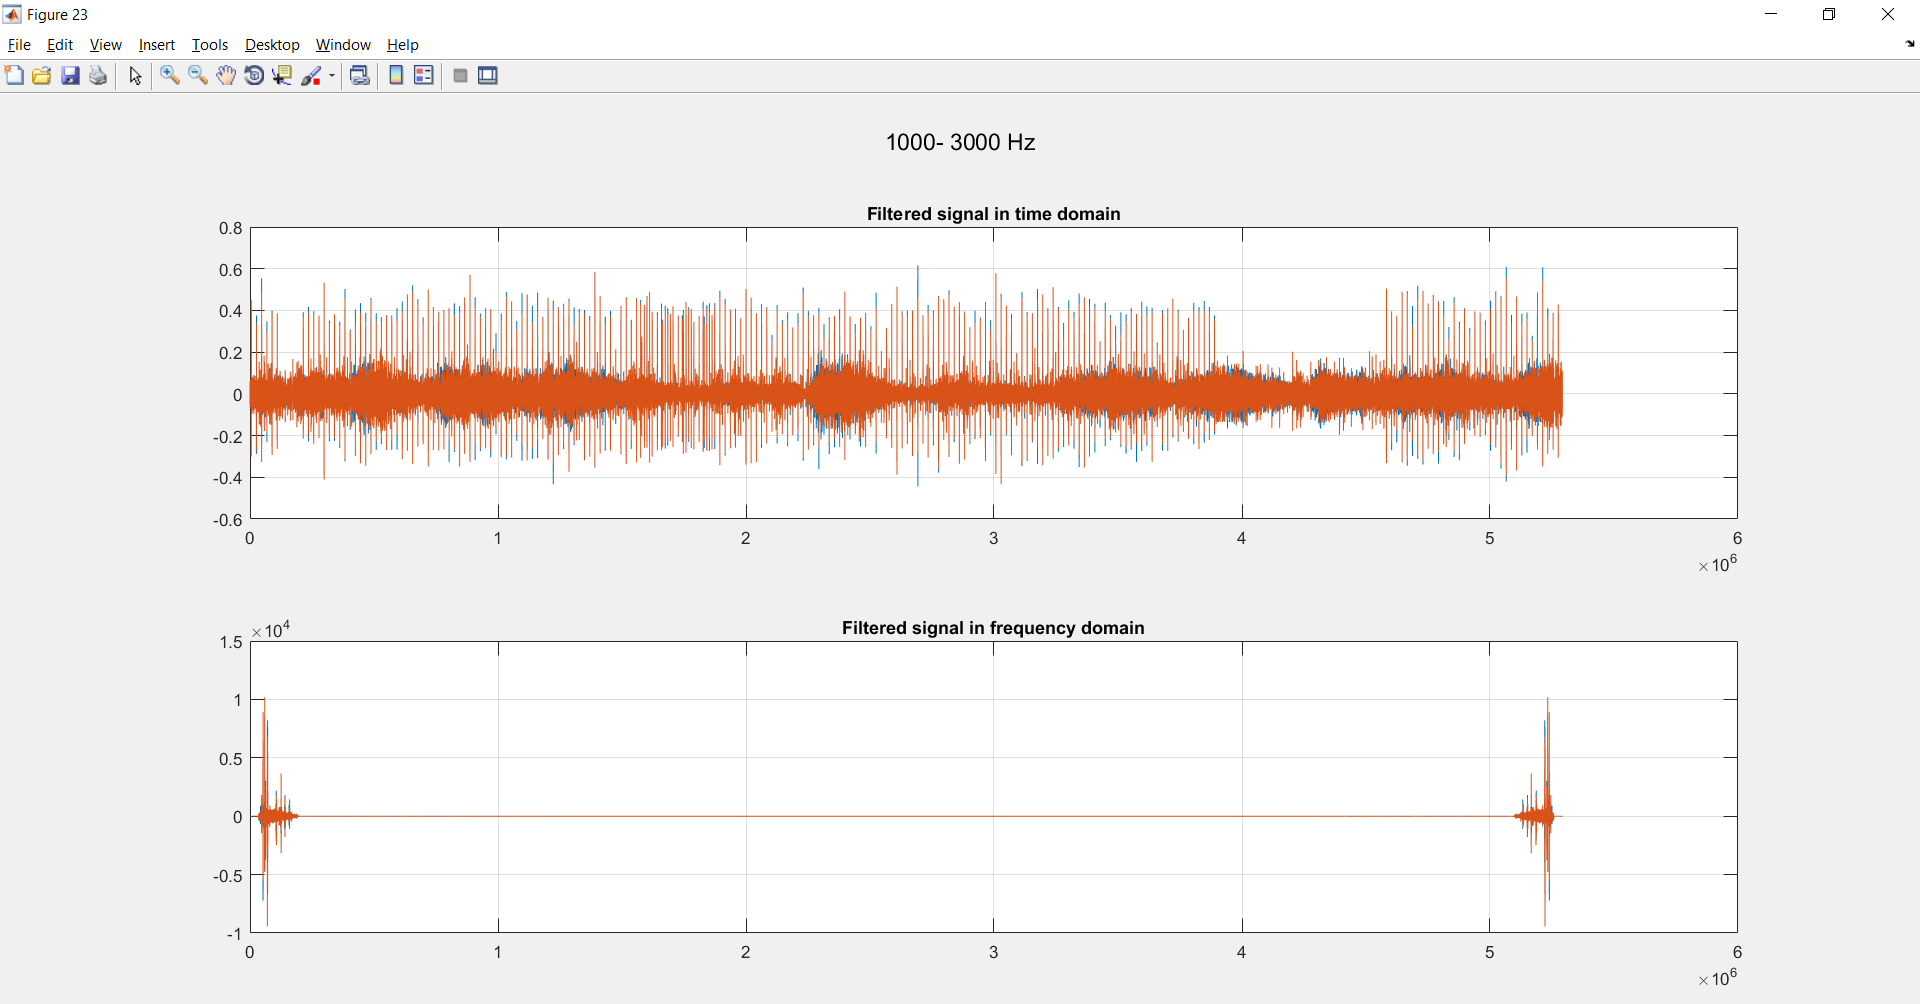 Figure 23
File Edit View Insert Tools Desktop Window Help
1000- 3000 Hz
Filtered signal in time domain
0.8
0.6
0.4
0.2
0
-0.2
-0.4
-0.6
0 1 2 3 4 5 6
×10^6
Filtered signal in frequency domain
×10^4
1.5
1
0.5
0
-0.5
-1
0 1 2 3 4 5 6
×10^6